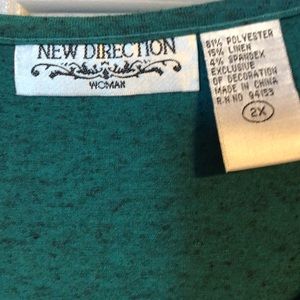 NEW DIRECTION
WOMAN
81% POLYESTER
15% LINEN
4% SPANDEX
EXCLUSIVE
OF DECORATION
MADE IN CHINA
R.N NO 94153
2X